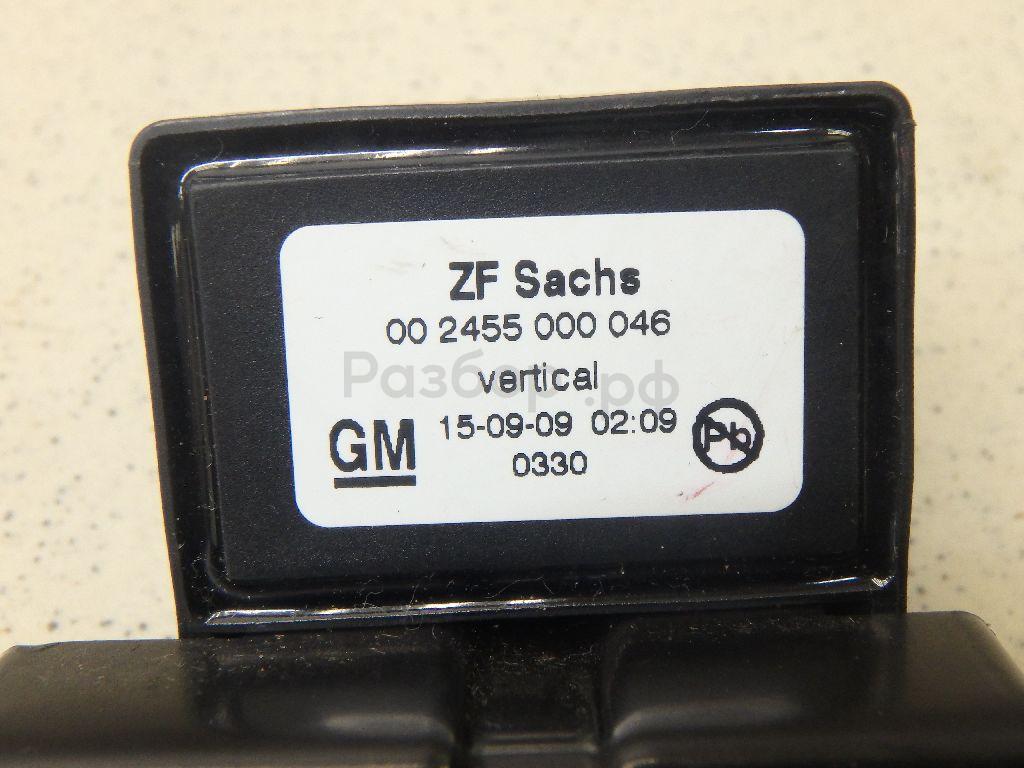 ZF Sachs
00 2455 000 046
Разбор.рф
vertical
GM 15-09-09 02:09 Pb
0330